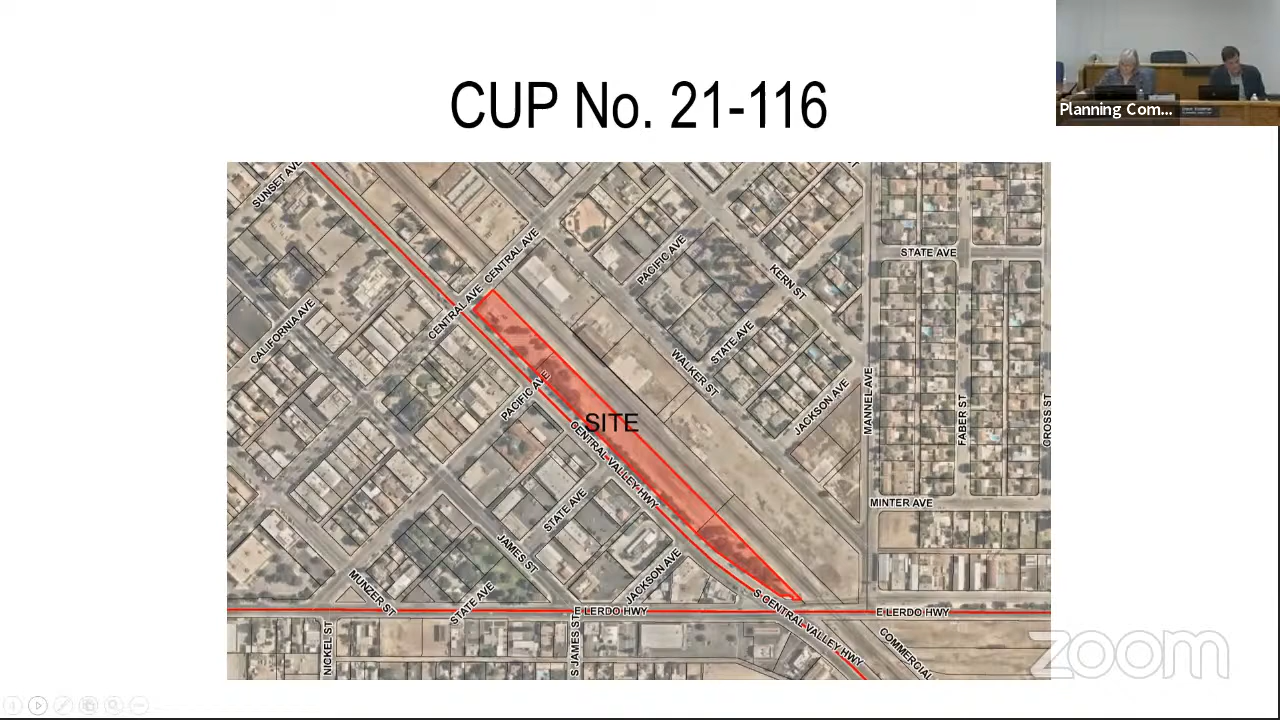 CUP No. 21-116
Planning Com...
SUNSET AVE
CENTRAL AVE
CENTRAL AVE
PACIFIC AVE
KERN ST
STATE AVE
CALIFORNIA AVE
STATE AVE
WALKER ST
PACIFIC AVE
JACKSON AVE
MANNEL AVE
FABER ST
GROSS ST
SITE
CENTRAL VALLEY HWY
STATE AVE
MINTER AVE
JAMES ST
JACKSON AVE
MUNZER ST
STATE AVE
E LERDO HWY
S CENTRAL VALLEY HWY
E LERDO HWY
NICKEL ST
S JAMES ST
COMMERCIAL
zoom